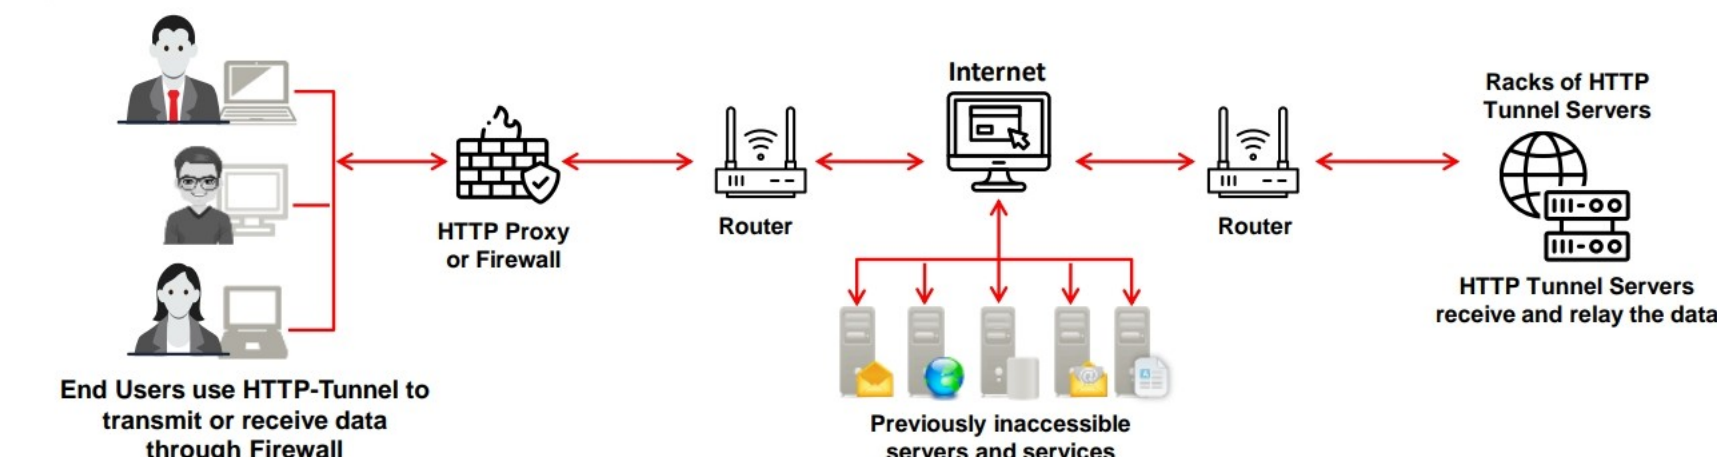 Internet
Racks of HTTP
Tunnel Servers
HTTP Proxy
or Firewall
Router
Router
HTTP Tunnel Servers
receive and relay the data
End Users use HTTP-Tunnel to
transmit or receive data
through Firewall
Previously inaccessible
servers and services